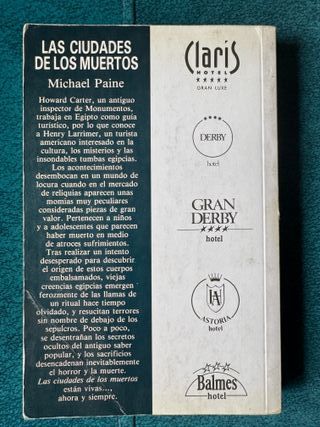 LAS CIUDADES
DE LOS MUERTOS
Michael Paine
Howard Carter, un antiguo
inspector de Monumentos,
trabaja en Egipto como guía
turístico, por lo que conoce
a Henry Larrimer, un turista
americano interesado en la
cultura, los misterios y las
insondables tumbas egipcias.
Los acontecimientos
desembocan en un mundo de
locura cuando en el mercado
de reliquias aparecen unas
momias muy peculiares
consideradas piezas de gran
valor. Pertenecen a niños
y a adolescentes que parecen
haber muerto en medio
de atroces sufrimientos.
Tras realizar un intento
desesperado para descubrir
el origen de estos cuerpos
embalsamados, viejas
creencias egipcias emergen
ferozmente de las llamas de
un ritual hace tiempo
olvidado, y resucitan terrores
sin nombre de debajo de los
sepulcros. Poco a poco,
se desentrañan los secretos
ocultos del antiguo saber
popular, y los sacrificios
desencadenan inevitablemente
el horror y la muerte.
Las ciudades de los muertos
están vivas...,
ahora y siempre.
Claris
HOTEL
GRAN LUXE
DERBY
hotel
GRAN
DERBY
hotel
HA
ASTORIA
hotel
Balmes
hotel